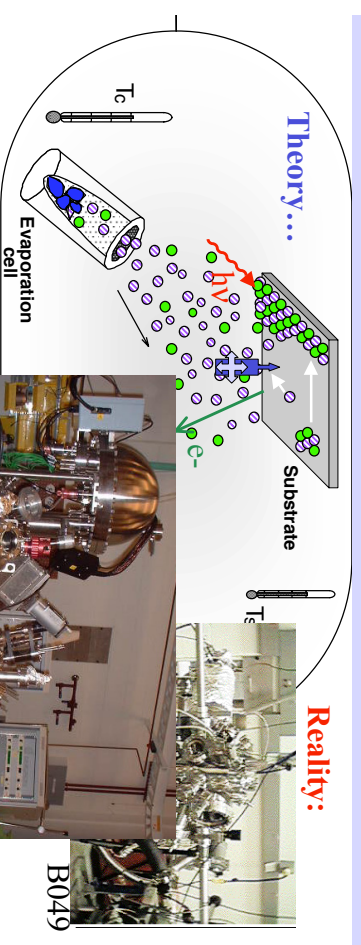 Theory...
Tc
Evaporation
cell
hν
e-
Substrate
Ts
Reality:
B049